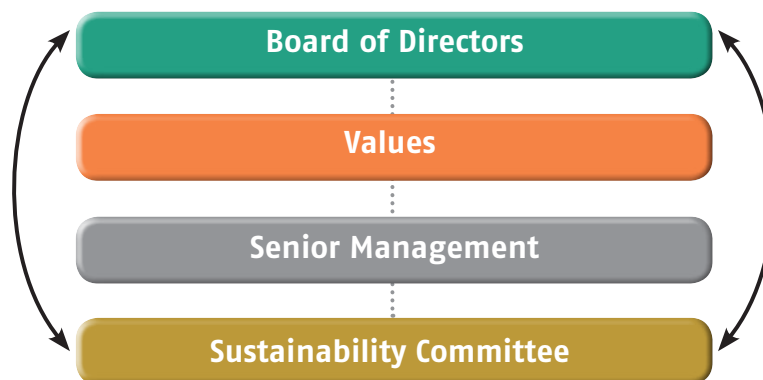 Board of Directors
Values
Senior Management
Sustainability Committee